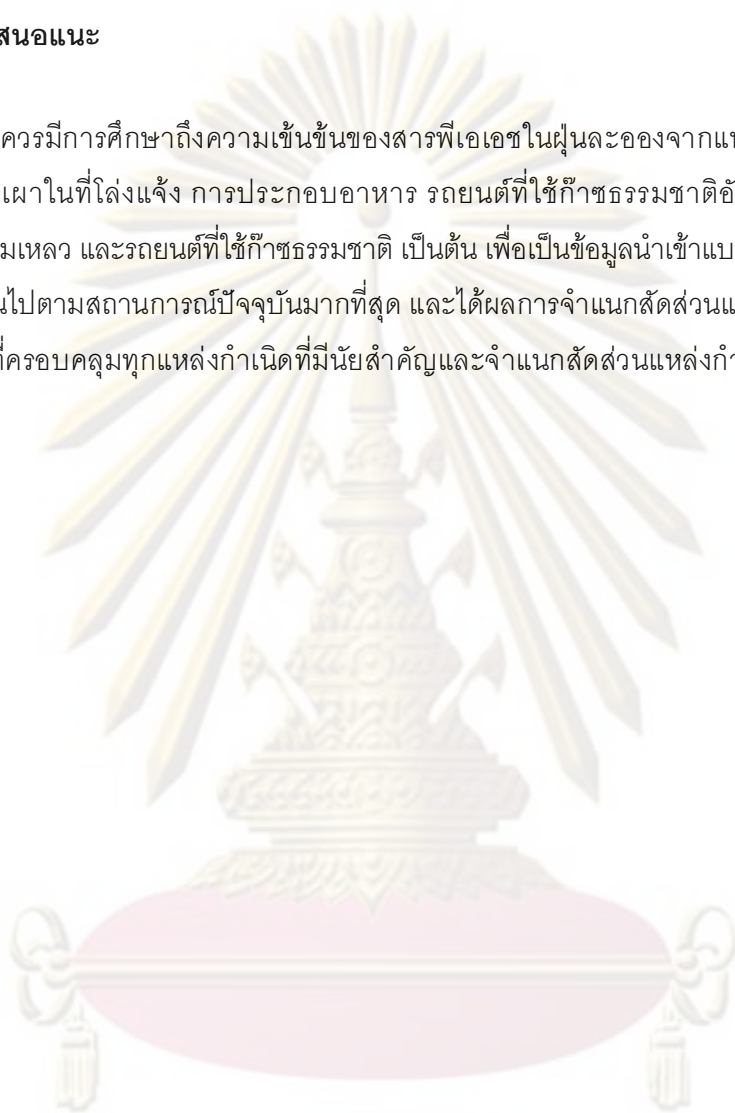 สนอแนะ
ควรมีการศึกษาถึงความเข้มข้นของสารพีเอเอชในฝุ่นละอองจากแห
เผาในที่โล่งแจ้ง การประกอบอาหาร รถยนต์ที่ใช้ก๊าซธรรมชาติอั
มเหลว และรถยนต์ที่ใช้ก๊าซธรรมชาติ เป็นต้น เพื่อเป็นข้อมูลนำเข้าแบ
นไปตามสถานการณ์ปัจจุบันมากที่สุด และได้ผลการจำแนกสัดส่วนแ
ที่ครอบคลุมทุกแหล่งกำเนิดที่มีนัยสำคัญและจำแนกสัดส่วนแหล่งกำ